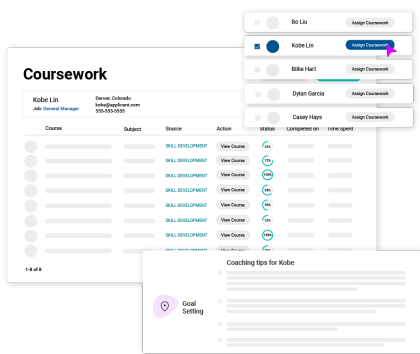 Bo Liu Assign Coursework
Kobe Lin Assign Coursework
Billie Hart Assign Coursework
Dylan Garcia Assign Coursework
Casey Hays Assign Coursework
Coursework
Kobe Lin
Job: General Manager
Denver, Colorado
kobe@applicant.com
555-555-5555
Course Subject Source Action Status Completed on Time Spent
SKILL DEVELOPMENT View Course
SKILL DEVELOPMENT View Course 75%
SKILL DEVELOPMENT View Course 100%
SKILL DEVELOPMENT View Course
SKILL DEVELOPMENT View Course
SKILL DEVELOPMENT View Course
SKILL DEVELOPMENT View Course 100%
SKILL DEVELOPMENT View Course
1-8 of 8
Coaching tips for Kobe
Goal
Setting